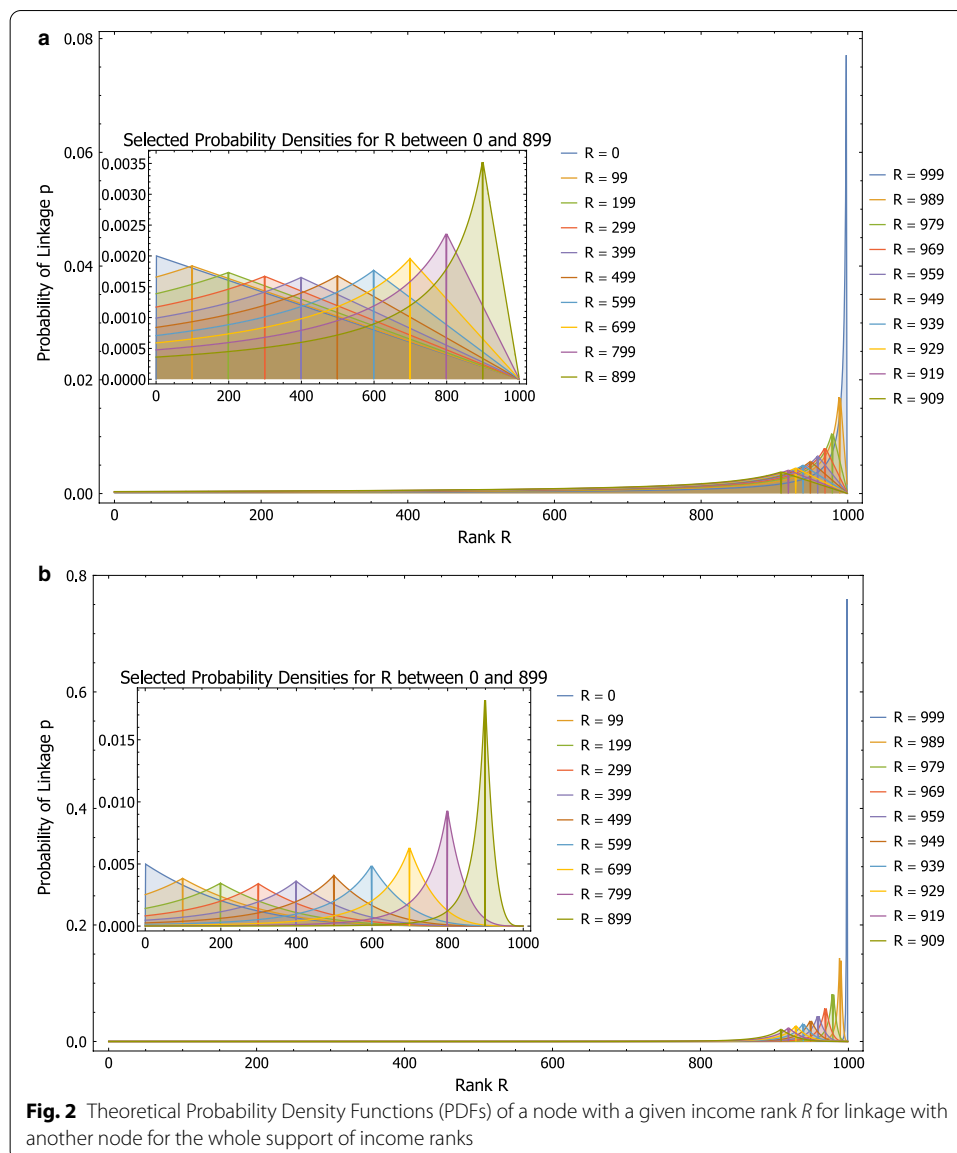 a
0.08
0.06
0.04
0.02
0.00
Probability of Linkage p
Selected Probability Densities for R between 0 and 899
0.0035
0.0030
0.0025
0.0020
0.0015
0.0010
0.0005
0.0000
0 200 400 600 800 1000
R = 0
R = 99
R = 199
R = 299
R = 399
R = 499
R = 599
R = 699
R = 799
R = 899
R = 999
R = 989
R = 979
R = 969
R = 959
R = 949
R = 939
R = 929
R = 919
R = 909
0 200 400 600 800 1000
Rank R
b
0.8
0.6
0.4
0.2
0.0
Probability of Linkage p
Selected Probability Densities for R between 0 and 899
0.015
0.010
0.005
0.000
0 200 400 600 800 1000
R = 0
R = 99
R = 199
R = 299
R = 399
R = 499
R = 599
R = 699
R = 799
R = 899
R = 999
R = 989
R = 979
R = 969
R = 959
R = 949
R = 939
R = 929
R = 919
R = 909
0 200 400 600 800 1000
Rank R
Fig. 2 Theoretical Probability Density Functions (PDFs) of a node with a given income rank R for linkage with
another node for the whole support of income ranks